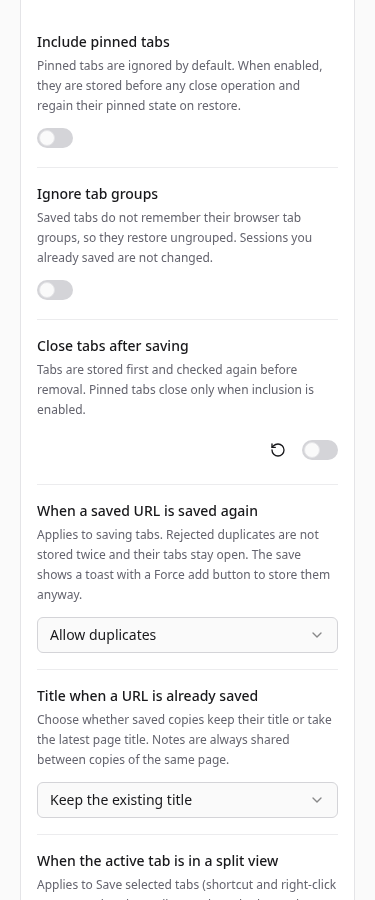 Include pinned tabs
Pinned tabs are ignored by default. When enabled,
they are stored before any close operation and
regain their pinned state on restore.
Ignore tab groups
Saved tabs do not remember their browser tab
groups, so they restore ungrouped. Sessions you
already saved are not changed.
Close tabs after saving
Tabs are stored first and checked again before
removal. Pinned tabs close only when inclusion is
enabled.
When a saved URL is saved again
Applies to saving tabs. Rejected duplicates are not
stored twice and their tabs stay open. The save
shows a toast with a Force add button to store them
anyway.
Allow duplicates
Title when a URL is already saved
Choose whether saved copies keep their title or take
the latest page title. Notes are always shared
between copies of the same page.
Keep the existing title
When the active tab is in a split view
Applies to Save selected tabs (shortcut and right-click